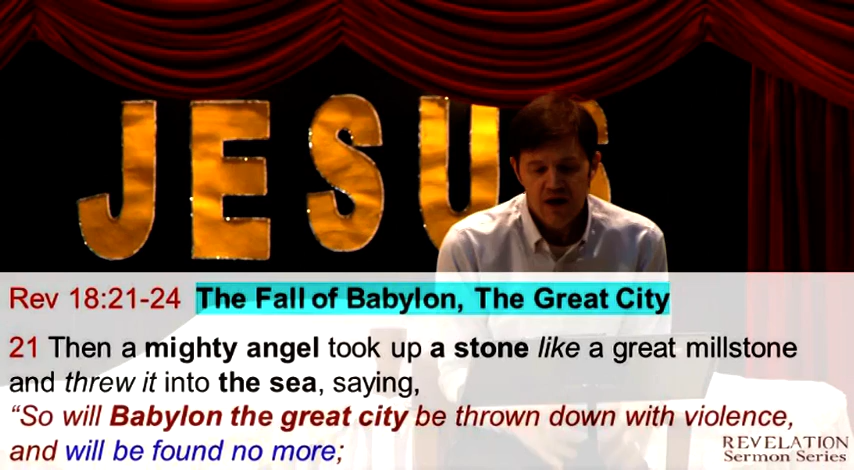 JESUS
Rev 18:21-24 The Fall of Babylon, The Great City
21 Then a mighty angel took up a stone like a great millstone
and threw it into the sea, saying,
“So will Babylon the great city be thrown down with violence,
and will be found no more;
REVELATION
Sermon Series